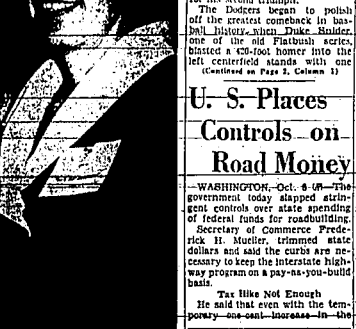 for his second triumph.
The Dodgers began to polish
off the greatest comeback in bas-
ball history, when Duke Snider,
one of the old Flatbush series,
blasted a 420-foot homer into the
left centerfield stands with one
(Continued on Page 2, Column 1)
U. S. Places
Controls on
Road Money
WASHINGTON, Oct. 8 — The
government today slapped strin-
gent controls over state spending
of federal funds for roadbuilding.
Secretary of Commerce Frede-
rick H. Mueller, trimmed state
dollars and said the curbs are ne-
cessary to keep the interstate high-
way program on a pay-as-you-build
basis.
Tax Not Enough
He said that even with the tem-
porary one-cent increase in the